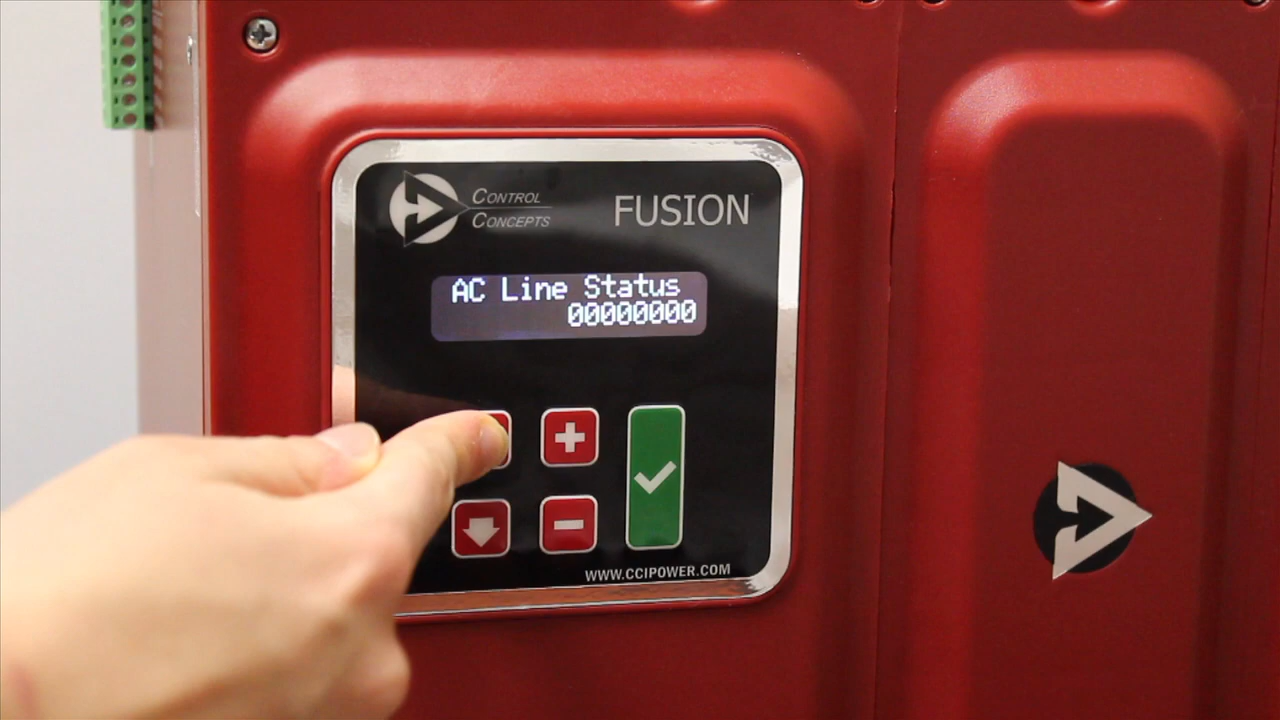 CONTROL
CONCEPTS
FUSION
AC Line Status
00000000
WWW.CCIPOWER.COM